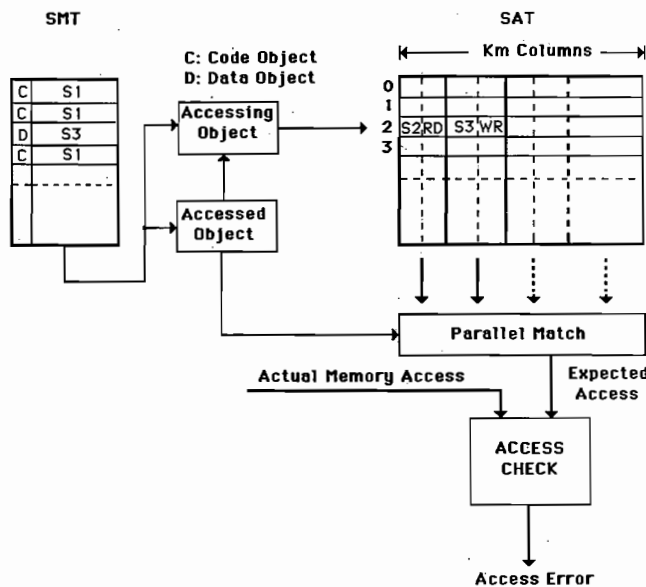 SMT
SAT
C: Code Object
D: Data Object
Km Columns
C S1
C S1
D S3
C S1
Accessing
Object
Accessed
Object
0
1
2 S2 RD S3 WR
3
Parallel Match
Actual Memory Access
Expected
Access
ACCESS
CHECK
Access Error